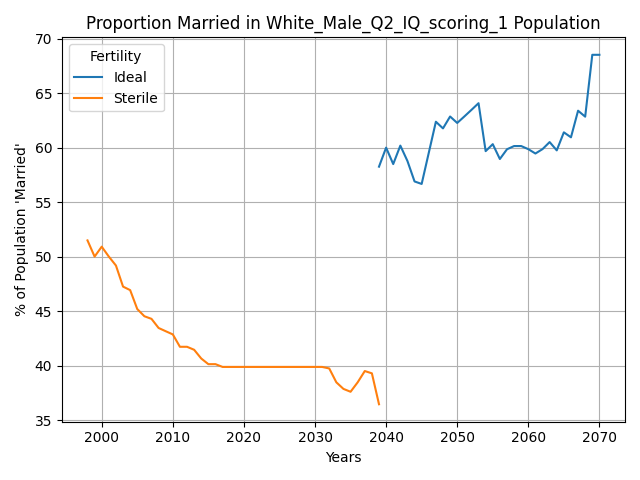 Proportion Married in White_Male_Q2_IQ_scoring_1 Population
% of Population 'Married'
70
65
60
55
50
45
40
35
Fertility
Ideal
Sterile
2000 2010 2020 2030 2040 2050 2060 2070
Years